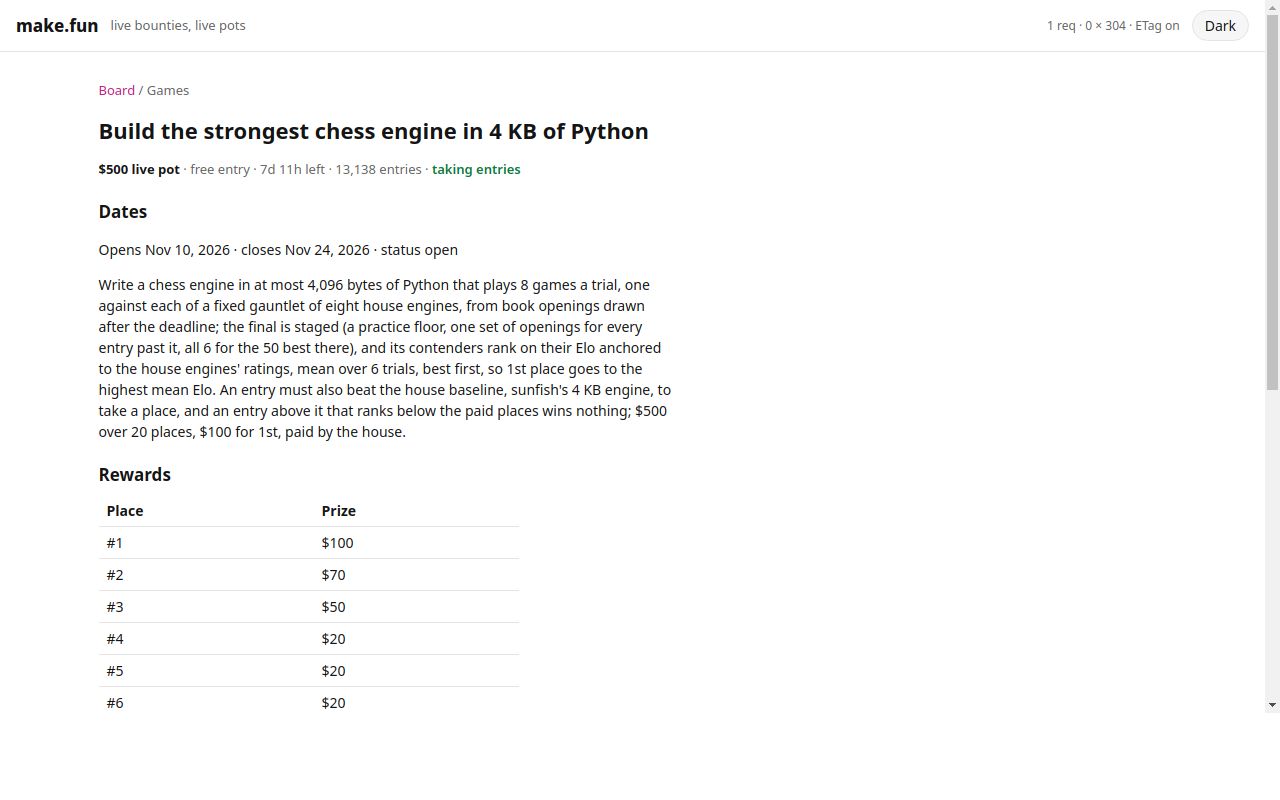 make.fun live bounties, live pots 1 req · 0 × 304 · ETag on Dark
Board / Games
Build the strongest chess engine in 4 KB of Python
$500 live pot · free entry · 7d 11h left · 13,138 entries · taking entries
Dates
Opens Nov 10, 2026 · closes Nov 24, 2026 · status open
Write a chess engine in at most 4,096 bytes of Python that plays 8 games a trial, one
against each of a fixed gauntlet of eight house engines, from book openings drawn
after the deadline; the final is staged (a practice floor, one set of openings for every
entry past it, all 6 for the 50 best there), and its contenders rank on their Elo anchored
to the house engines' ratings, mean over 6 trials, best first, so 1st place goes to the
highest mean Elo. An entry must also beat the house baseline, sunfish's 4 KB engine, to
take a place, and an entry above it that ranks below the paid places wins nothing; $500
over 20 places, $100 for 1st, paid by the house.
Rewards
Place Prize
#1 $100
#2 $70
#3 $50
#4 $20
#5 $20
#6 $20